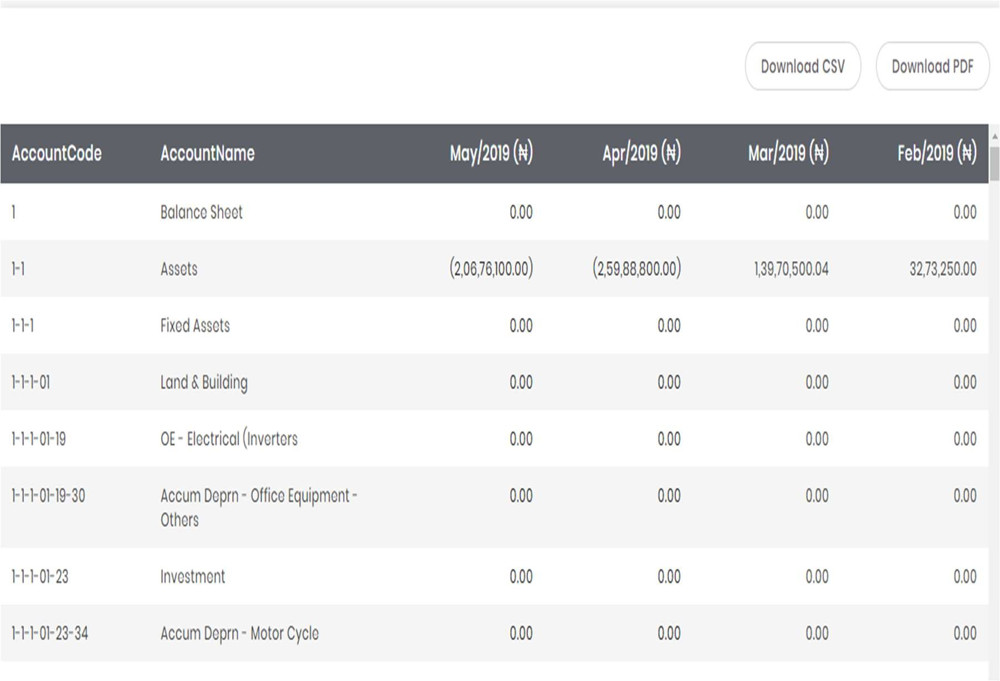 Download CSV Download PDF
AccountCode AccountName May/2019 (₦) Apr/2019 (₦) Mar/2019 (₦) Feb/2019 (₦)
1 Balance Sheet 0.00 0.00 0.00 0.00
1-1 Assets (2,06,76,100.00) (2,59,88,800.00) 1,39,70,500.04 32,73,250.00
1-1-1 Fixed Assets 0.00 0.00 0.00 0.00
1-1-1-01 Land & Building 0.00 0.00 0.00 0.00
1-1-1-01-19 OE - Electrical (Inverters 0.00 0.00 0.00 0.00
1-1-1-01-19-30 Accum Deprn - Office Equipment - 0.00 0.00 0.00 0.00
Others
1-1-1-01-23 Investment 0.00 0.00 0.00 0.00
1-1-1-01-23-34 Accum Deprn - Motor Cycle 0.00 0.00 0.00 0.00